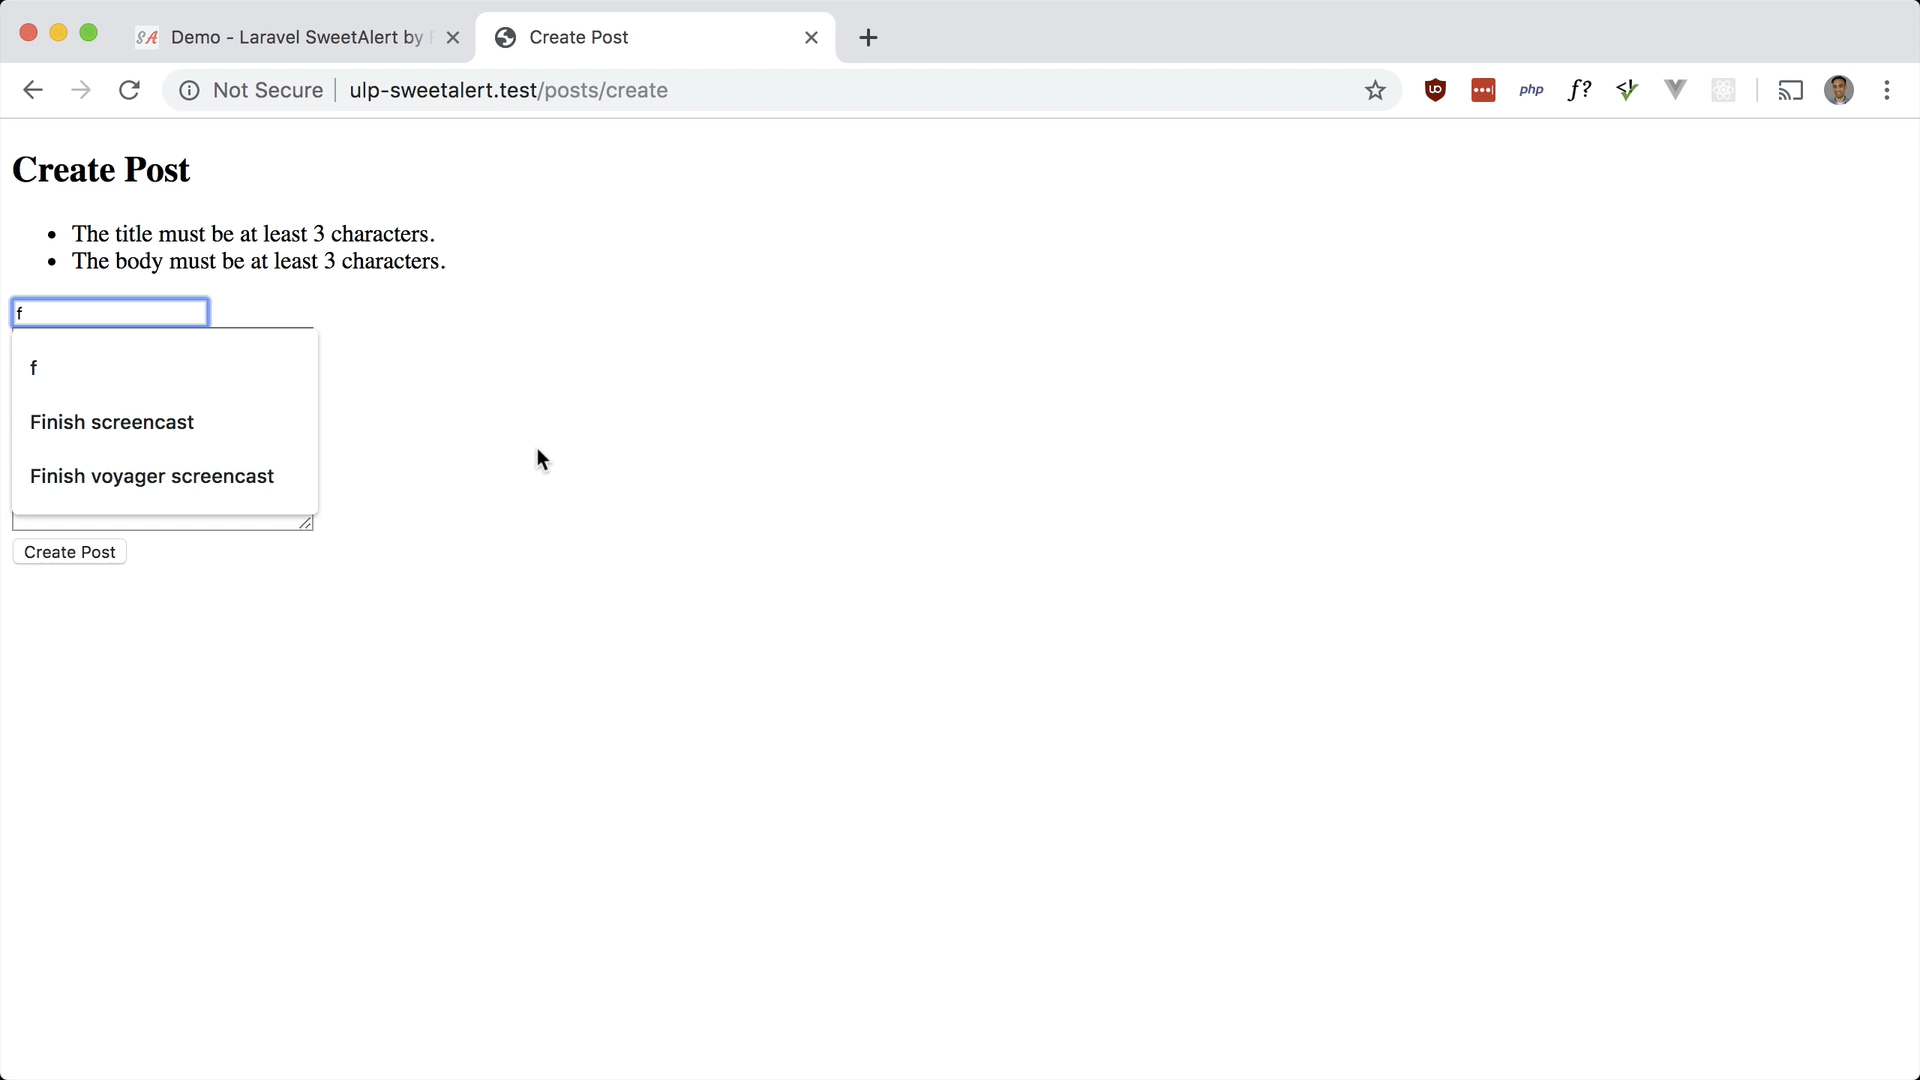 SA Demo - Laravel SweetAlert by
Create Post
Not Secure ulp-sweetalert.test/posts/create
php f?
Create Post
The title must be at least 3 characters.
The body must be at least 3 characters.
f
f
Finish screencast
Finish voyager screencast
Create Post